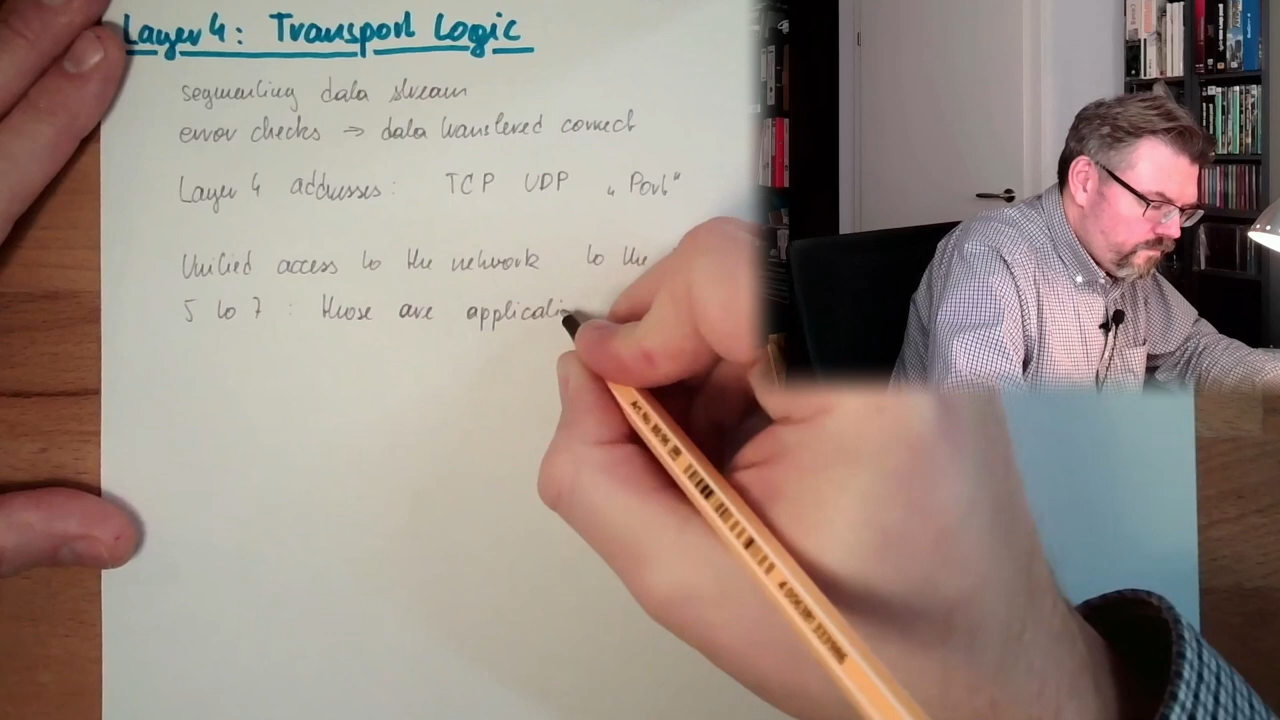 Layer 4: Transport Logic
segmenting data stream
error checks ⇒ data transfered correct
Layer 4 addresses: TCP UDP „Port“
Unified access to the network to the
5 to 7 : those are applicati